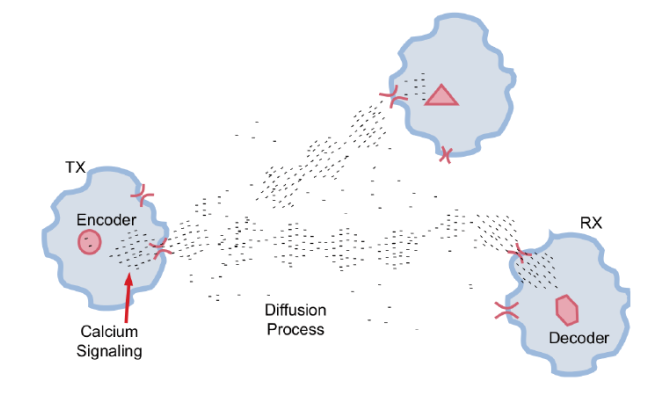 TX
RX
Encoder
Calcium
Signaling
Diffusion
Process
Decoder